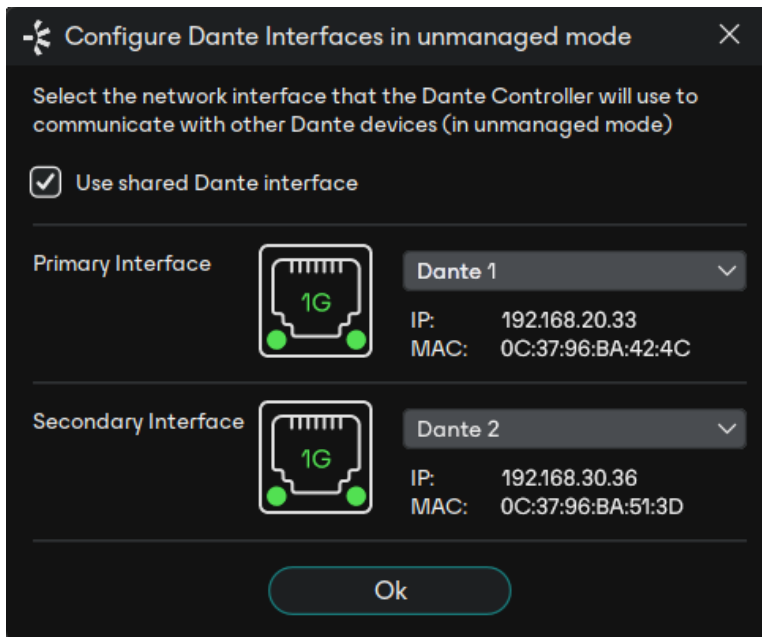 Configure Dante Interfaces in unmanaged mode
Select the network interface that the Dante Controller will use to
communicate with other Dante devices (in unmanaged mode)
Use shared Dante interface
Primary Interface
1G
Dante 1
IP: 192.168.20.33
MAC: 0C:37:96:BA:42:4C
Secondary Interface
1G
Dante 2
IP: 192.168.30.36
MAC: 0C:37:96:BA:51:3D
Ok